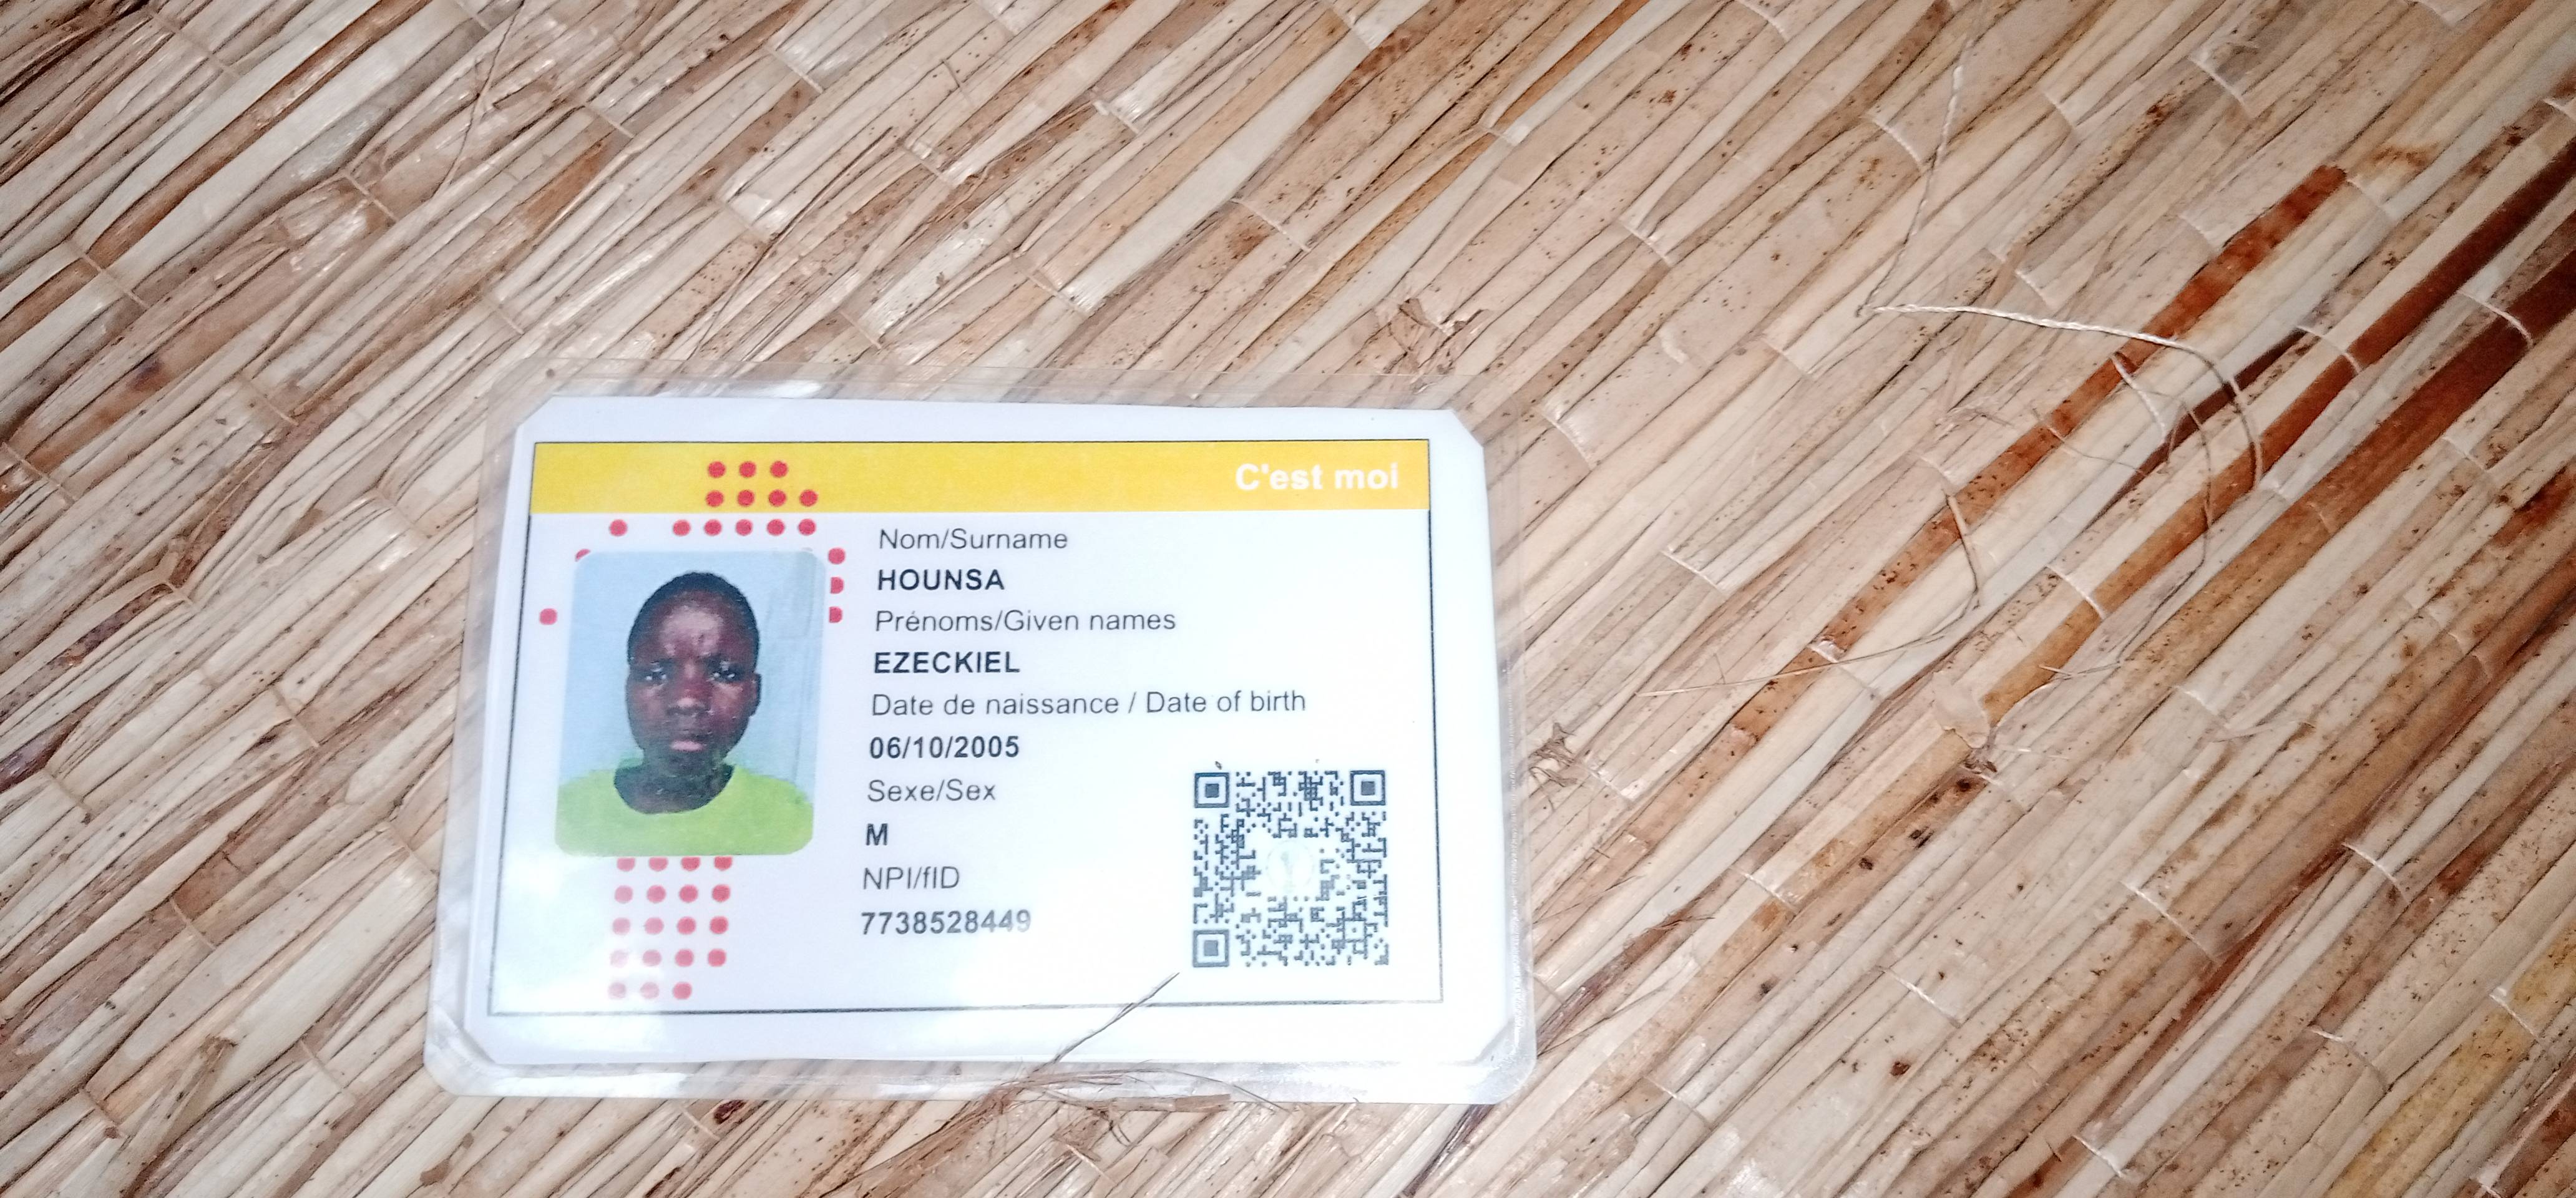 C'est moi
Nom/Surname
HOUNSA
Prénoms/Given names
EZECKIEL
Date de naissance / Date of birth
06/10/2005
Sexe/Sex
M
NPI/fID
7738528449